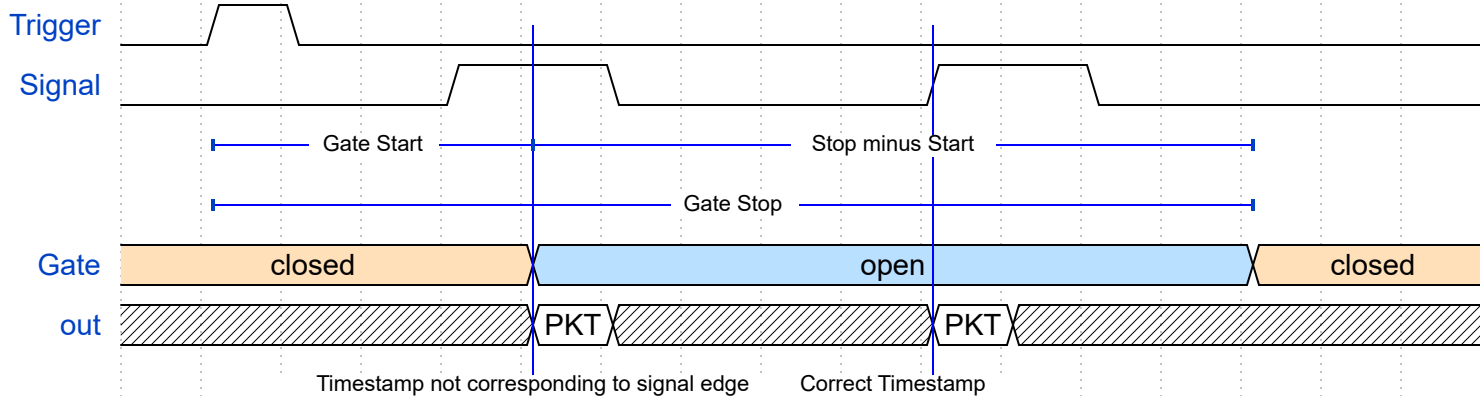 Trigger
Signal
Gate Start
Stop minus Start
Gate Stop
Gate closed open closed
out PKT PKT
Timestamp not corresponding to signal edge Correct Timestamp